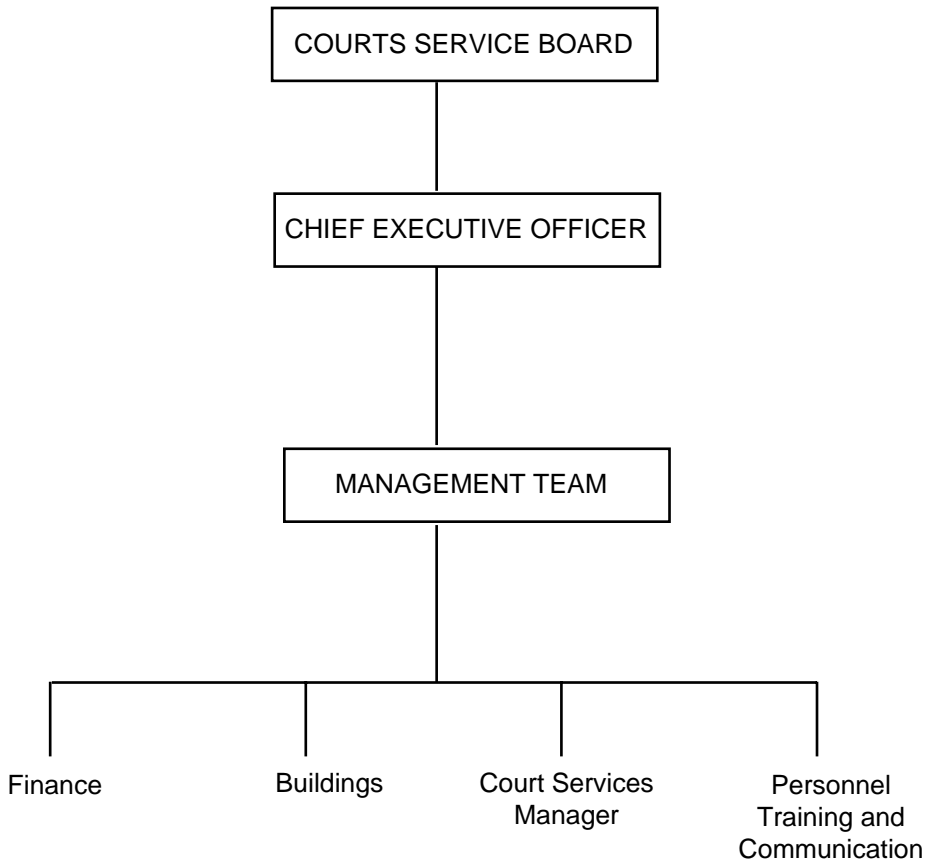 COURTS SERVICE BOARD
CHIEF EXECUTIVE OFFICER
MANAGEMENT TEAM
Finance
Buildings
Court Services
Manager
Personnel
Training and
Communication